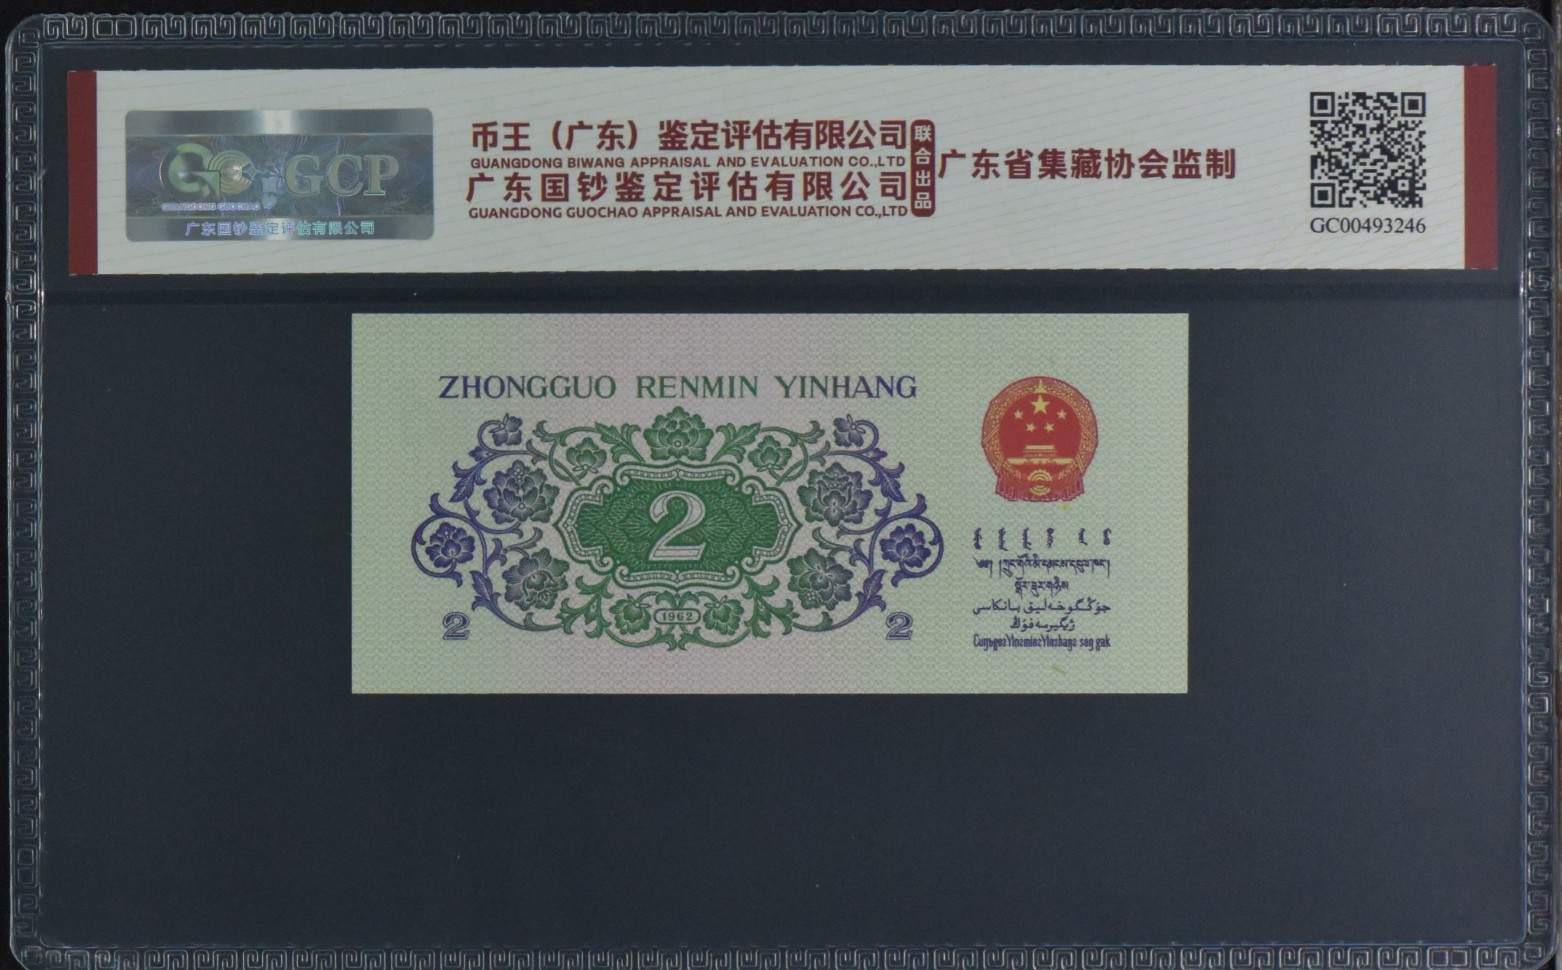 GCP
GUANGDONG GUOCHAO
广东国钞鉴定评估有限公司
币王（广东）鉴定评估有限公司
GUANGDONG BIWANG APPRAISAL AND EVALUATION CO.,LTD
广东国钞鉴定评估有限公司
GUANGDONG GUOCHAO APPRAISAL AND EVALUATION CO.,LTD
联合出品
广东省集藏协会监制
GC00493246
ZHONGGUO RENMIN YINHANG
2
1962
2
2
جۇڭگوخەلىق بانكاسى